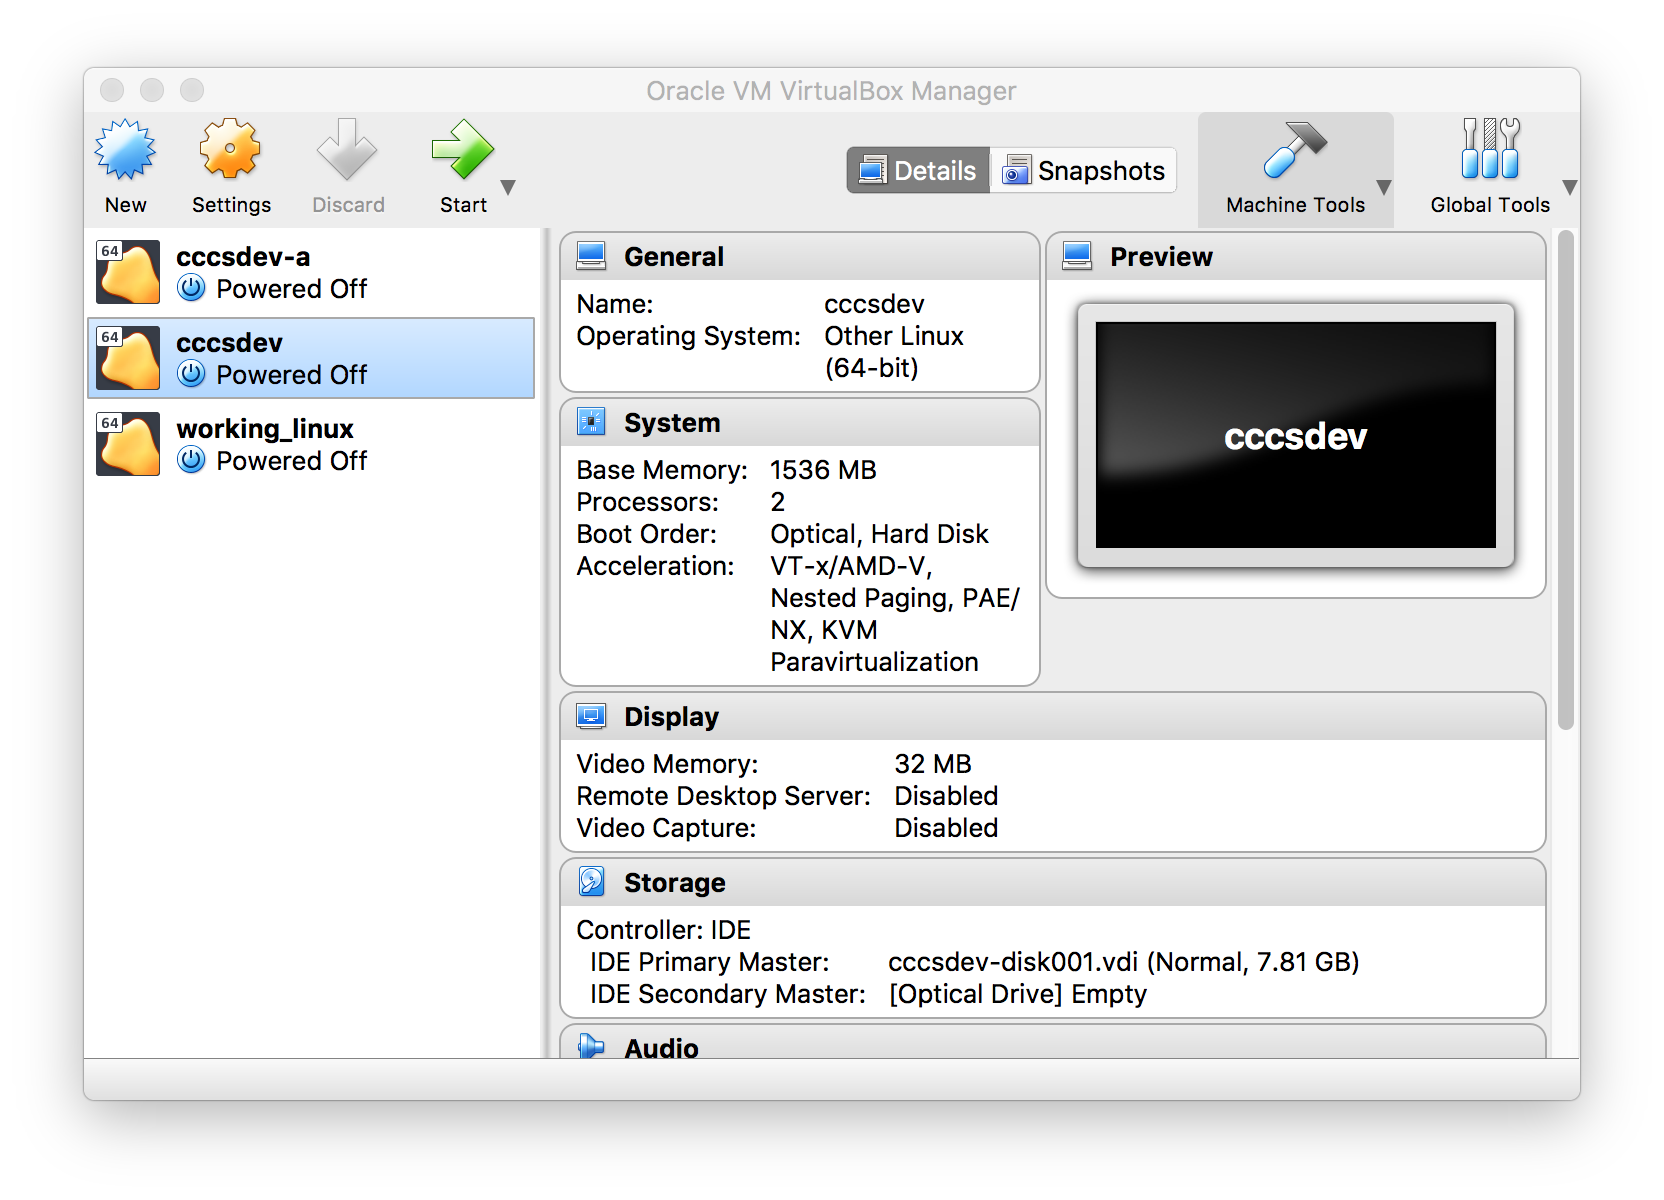 Oracle VM VirtualBox Manager
New
Settings
Discard
Start
Details
Snapshots
Machine Tools
Global Tools
64
cccsdev-a
Powered Off
64
cccsdev
Powered Off
64
working_linux
Powered Off
General
Name: cccsdev
Operating System: Other Linux
(64-bit)
System
Base Memory: 1536 MB
Processors: 2
Boot Order: Optical, Hard Disk
Acceleration: VT-x/AMD-V,
Nested Paging, PAE/
NX, KVM
Paravirtualization
Preview
cccsdev
Display
Video Memory: 32 MB
Remote Desktop Server: Disabled
Video Capture: Disabled
Storage
Controller: IDE
IDE Primary Master: cccsdev-disk001.vdi (Normal, 7.81 GB)
IDE Secondary Master: [Optical Drive] Empty
Audio